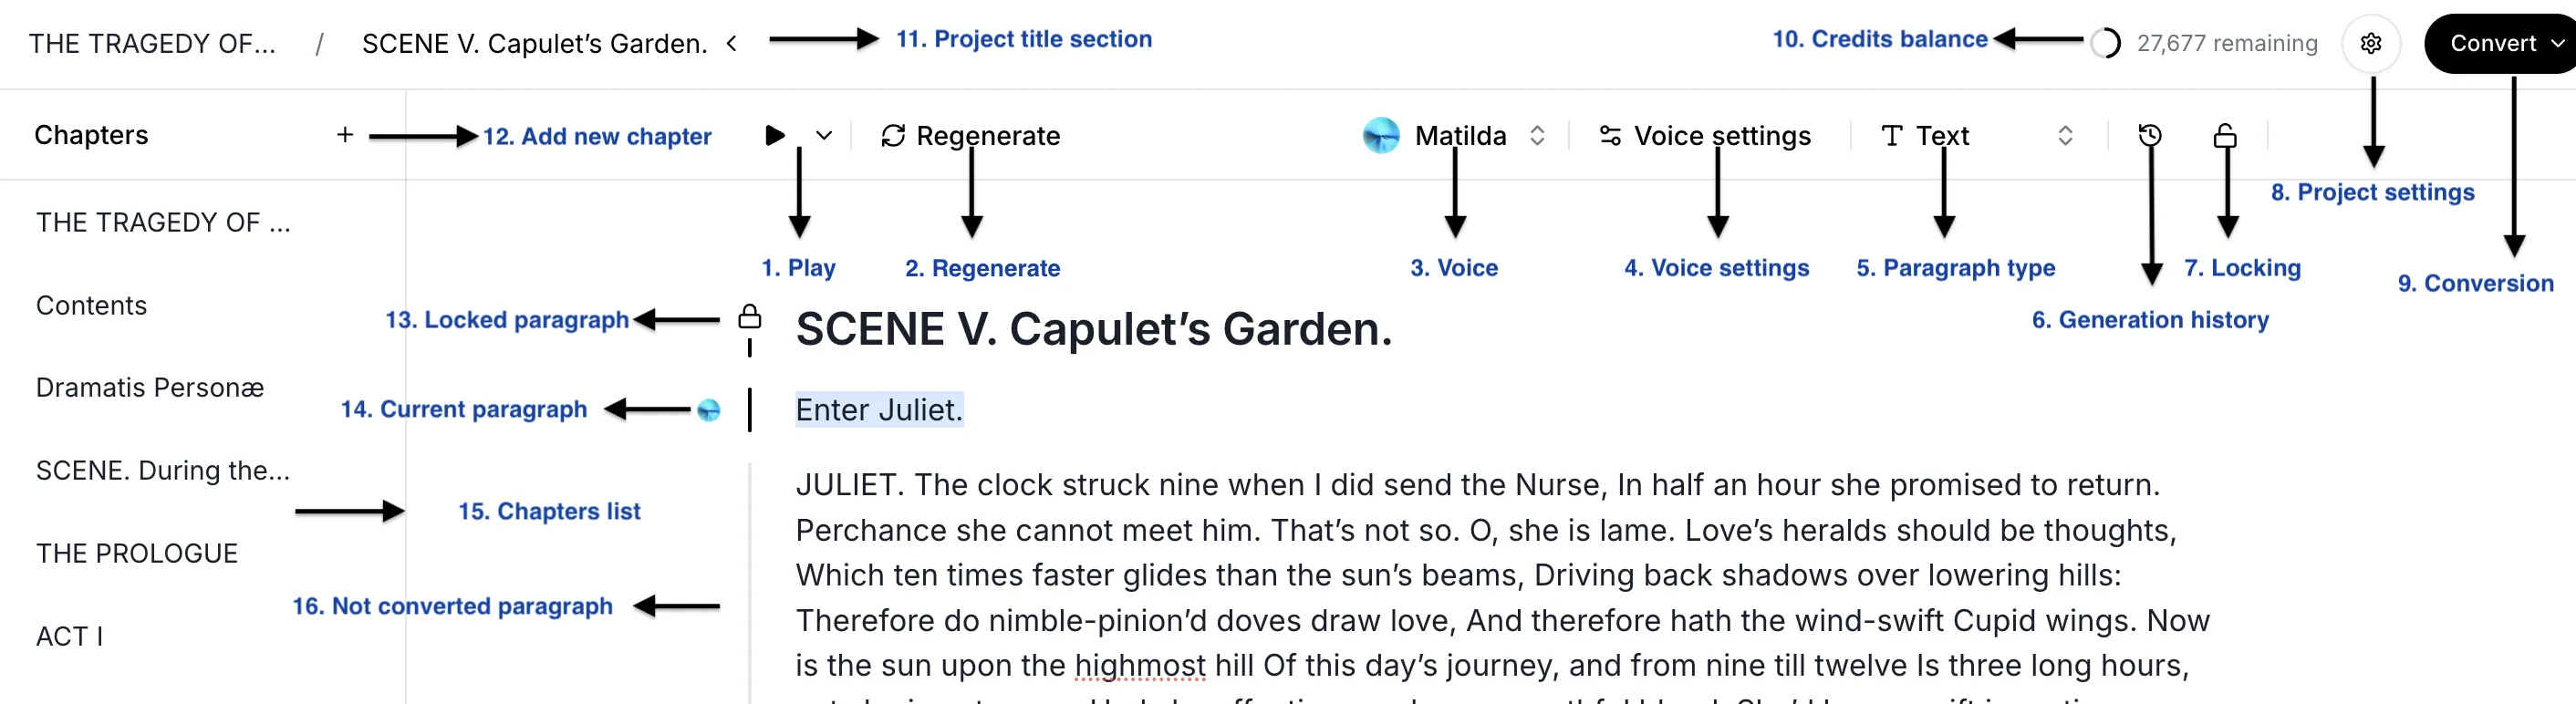 THE TRAGEDY OF... / SCENE V. Capulet’s Garden.
11. Project title section
10. Credits balance
27,677 remaining
Convert
Chapters
12. Add new chapter
Regenerate
Matilda
Voice settings
Text
8. Project settings
THE TRAGEDY OF ...
1. Play
2. Regenerate
3. Voice
4. Voice settings
5. Paragraph type
7. Locking
9. Conversion
6. Generation history
Contents
13. Locked paragraph
SCENE V. Capulet’s Garden.
Dramatis Personæ
14. Current paragraph
Enter Juliet.
SCENE. During the...
15. Chapters list
THE PROLOGUE
16. Not converted paragraph
ACT I
JULIET. The clock struck nine when I did send the Nurse, In half an hour she promised to return.
Perchance she cannot meet him. That’s not so. O, she is lame. Love’s heralds should be thoughts,
Which ten times faster glides than the sun’s beams, Driving back shadows over lowering hills:
Therefore do nimble-pinion’d doves draw love, And therefore hath the wind-swift Cupid wings. Now
is the sun upon the highmost hill Of this day’s journey, and from nine till twelve Is three long hours,